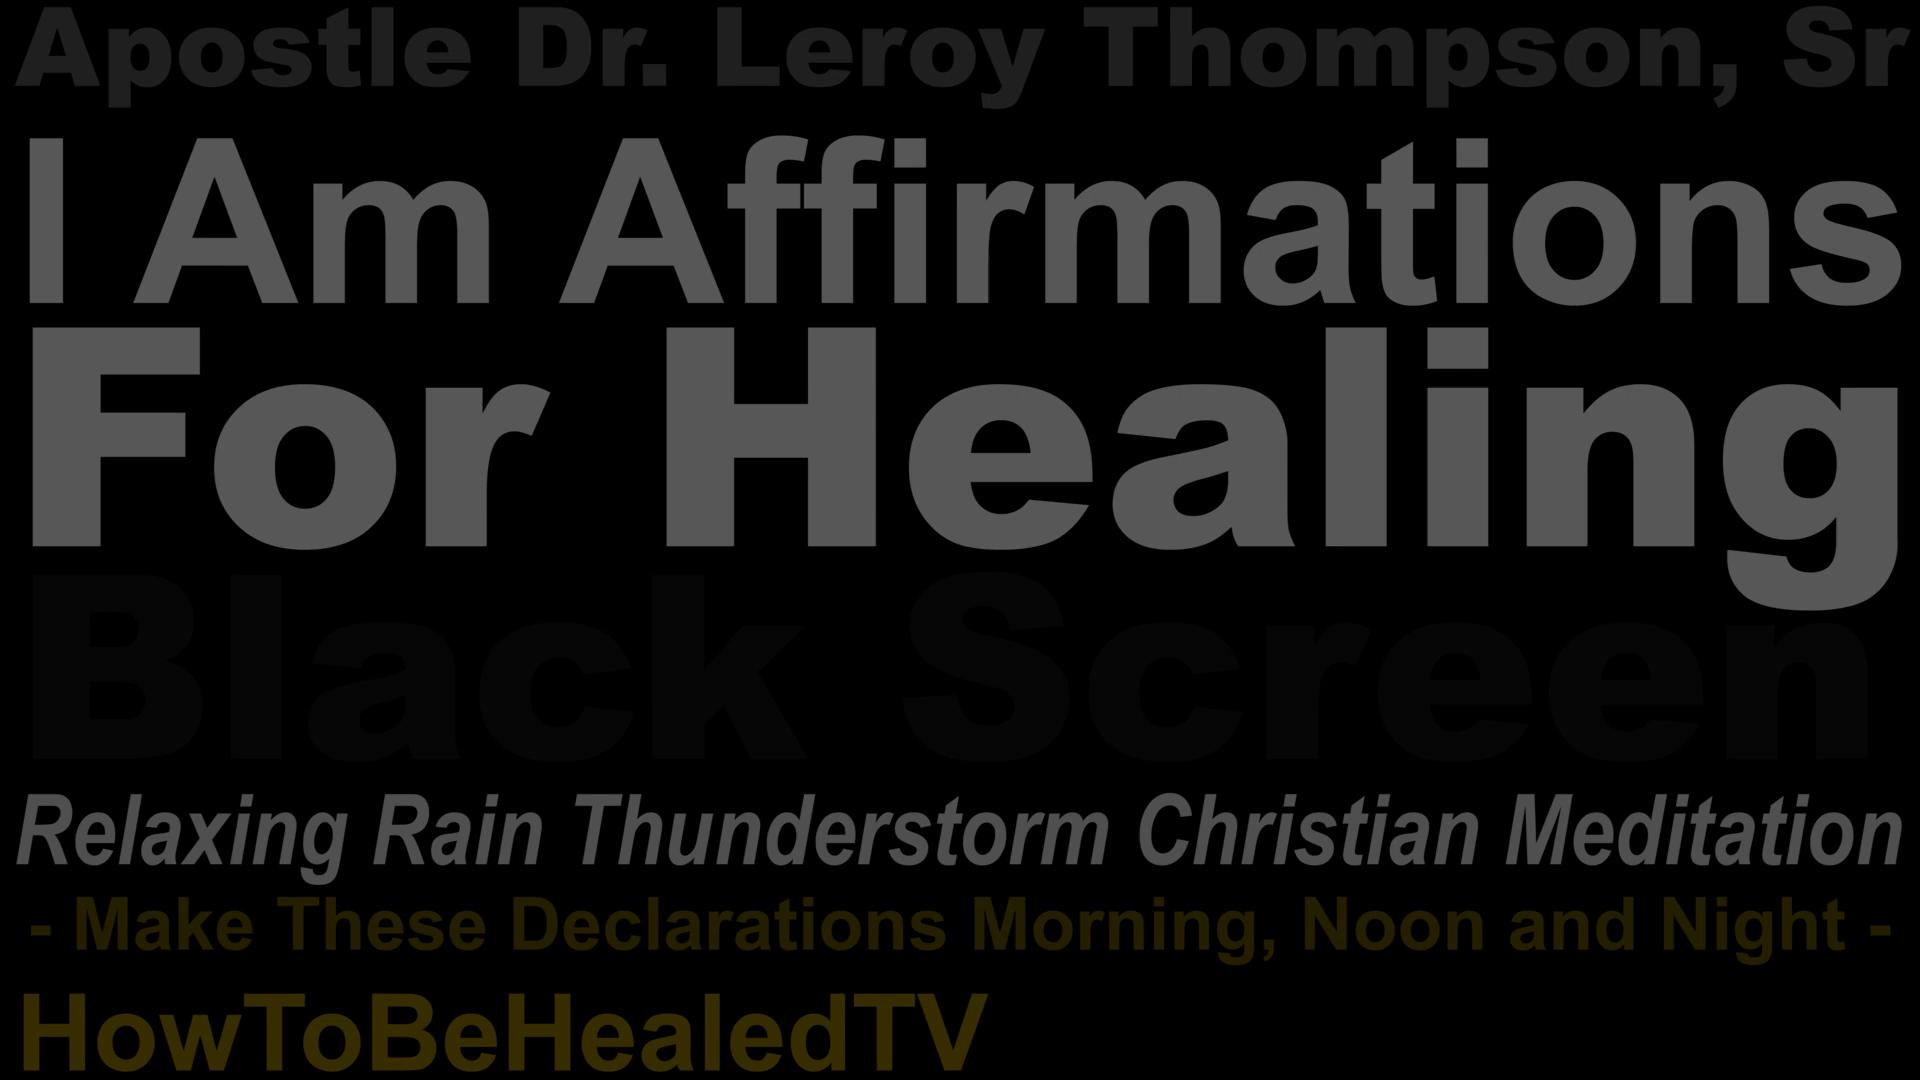 Apostle Dr. Leroy Thompson, Sr
I Am Affirmations
For Healing
Black Screen
Relaxing Rain Thunderstorm Christian Meditation
- Make These Declarations Morning, Noon and Night -
HowToBeHealedTV